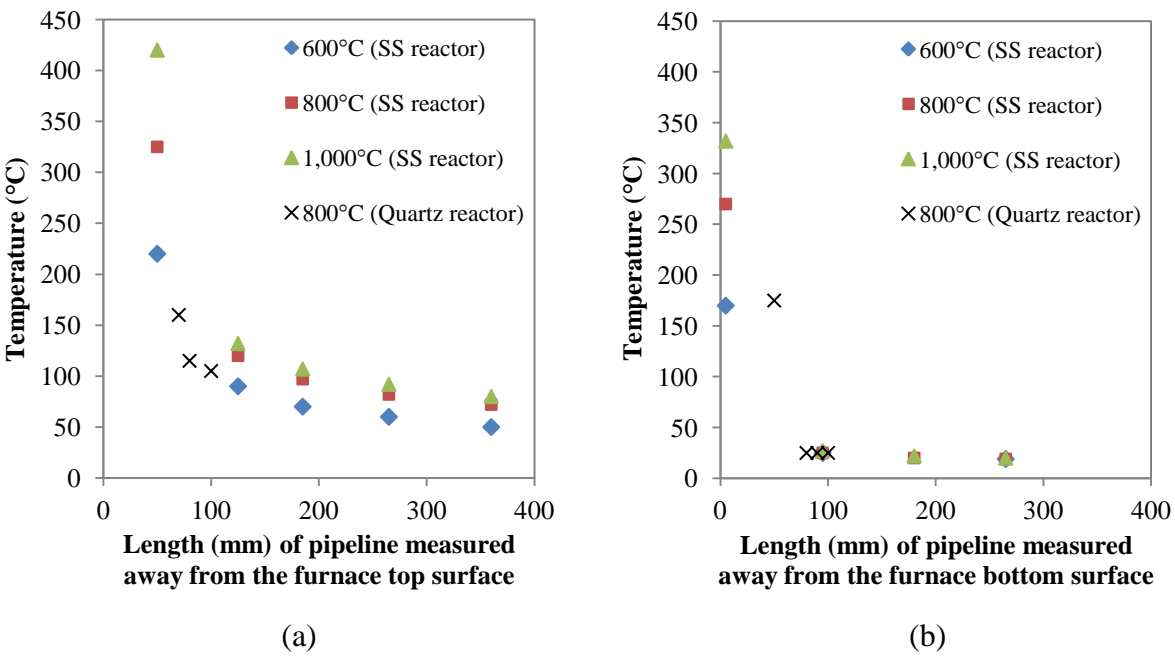 450
400
350
300
250
200
150
100
50
0
0 100 200 300 400
Temperature (°C)
600°C (SS reactor)
800°C (SS reactor)
1,000°C (SS reactor)
800°C (Quartz reactor)
Length (mm) of pipeline measured
away from the furnace top surface
(a)
450
400
350
300
250
200
150
100
50
0
0 100 200 300 400
Temperature (°C)
600°C (SS reactor)
800°C (SS reactor)
1,000°C (SS reactor)
800°C (Quartz reactor)
Length (mm) of pipeline measured
away from the furnace bottom surface
(b)